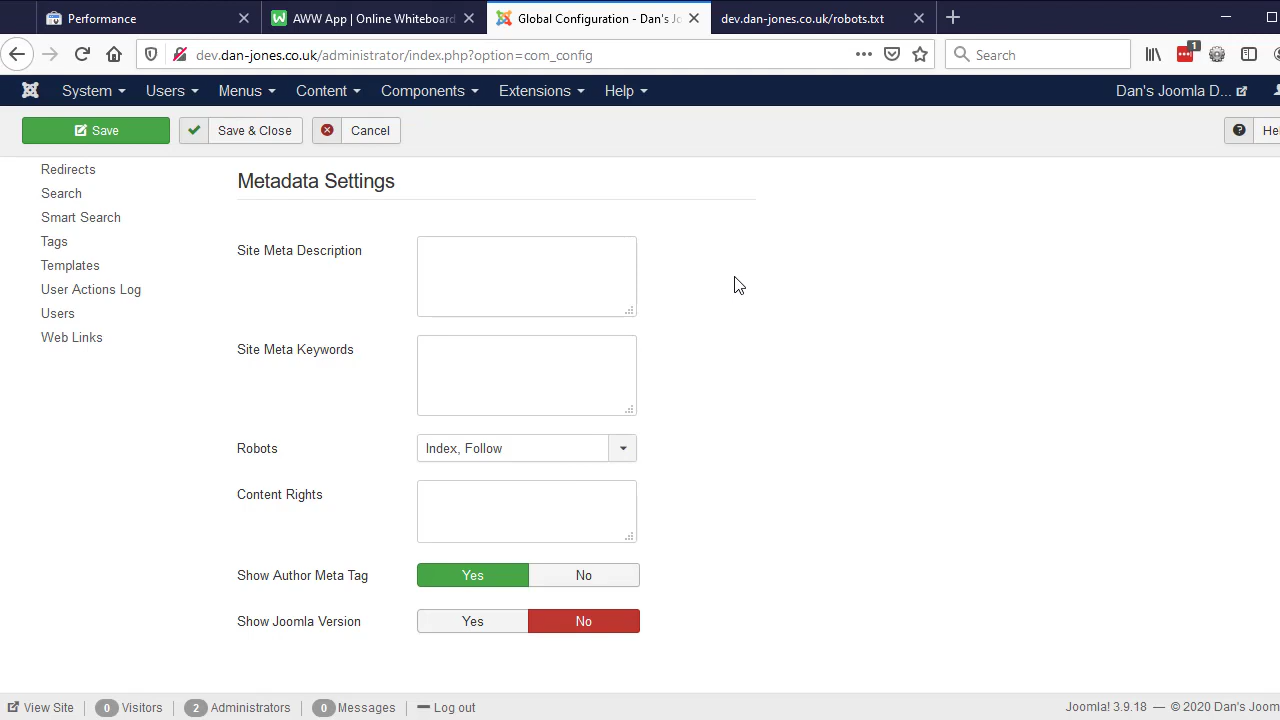 Performance
AWW App | Online Whiteboard
Global Configuration - Dan's Jo
dev.dan-jones.co.uk/robots.txt
dev.dan-jones.co.uk/administrator/index.php?option=com_config
Search
1
System
Users
Menus
Content
Components
Extensions
Help
Dan's Joomla D...
Save
Save & Close
Cancel
Hel
Redirects
Search
Smart Search
Tags
Templates
User Actions Log
Users
Web Links
Metadata Settings
Site Meta Description
Site Meta Keywords
Robots
Index, Follow
Content Rights
Show Author Meta Tag
Yes
No
Show Joomla Version
Yes
No
View Site
0 Visitors
2 Administrators
0 Messages
Log out
Joomla! 3.9.18 — © 2020 Dan's Joom